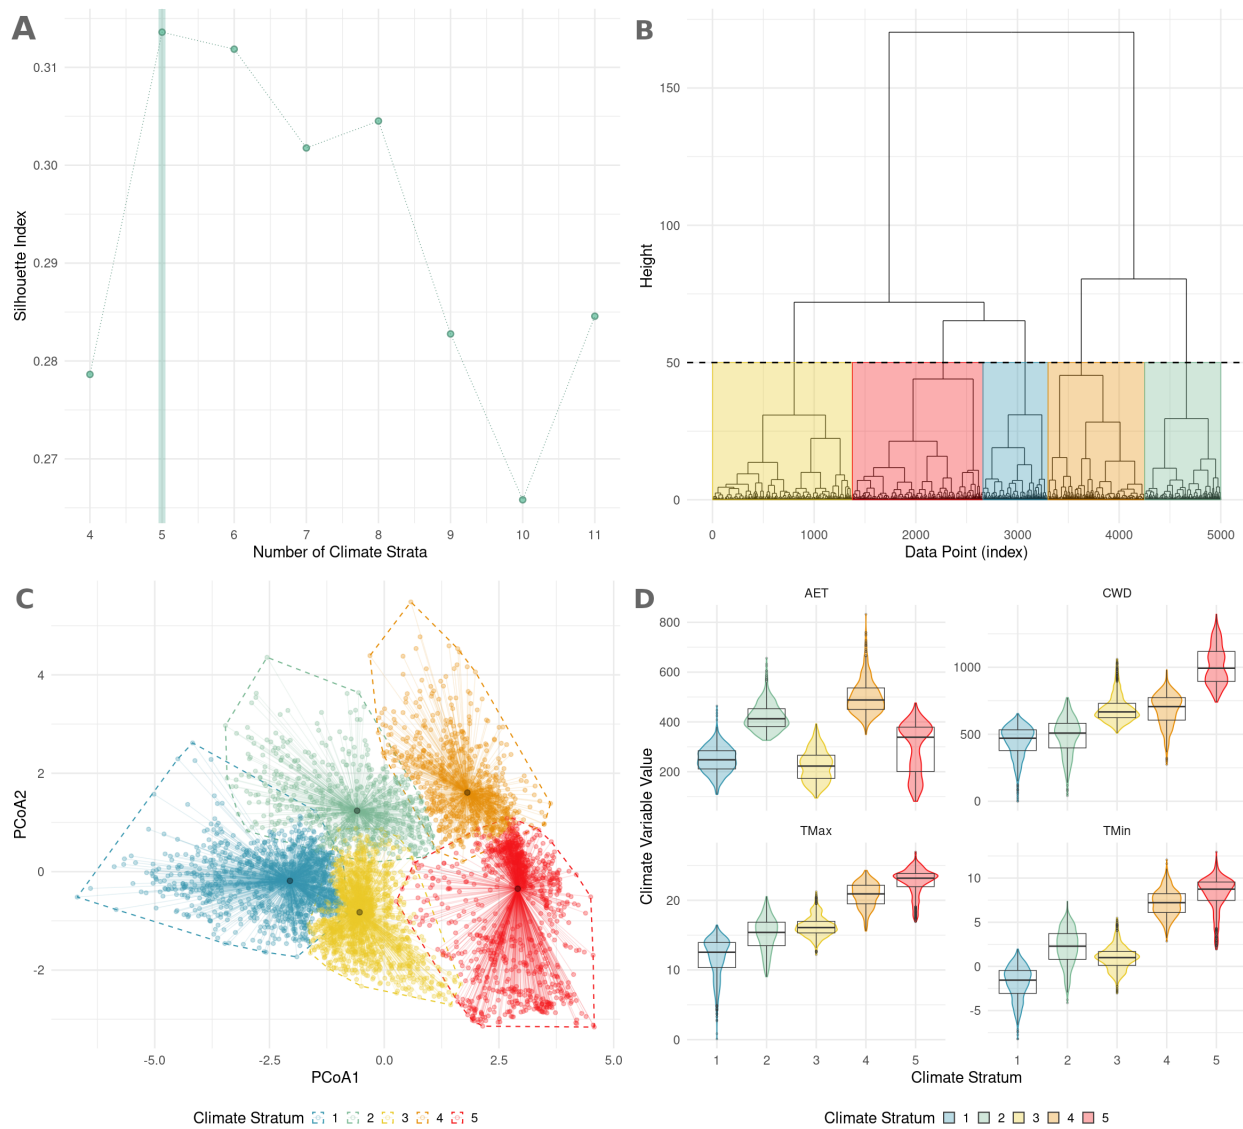 A
0.31
0.30
0.29
0.28
0.27
Silhouette Index
4 5 6 7 8 9 10 11
Number of Climate Strata
B
150
100
50
0
Height
0 1000 2000 3000 4000 5000
Data Point (index)
C
4
2
0
-2
PCoA2
-5.0 -2.5 0.0 2.5 5.0
PCoA1
Climate Stratum 1 2 3 4 5
D
AET CWD
800
600
400
200
1000
500
0
Climate Variable Value
TMax TMin
20
10
0
10
5
0
-5
1 2 3 4 5 1 2 3 4 5
Climate Stratum
Climate Stratum 1 2 3 4 5